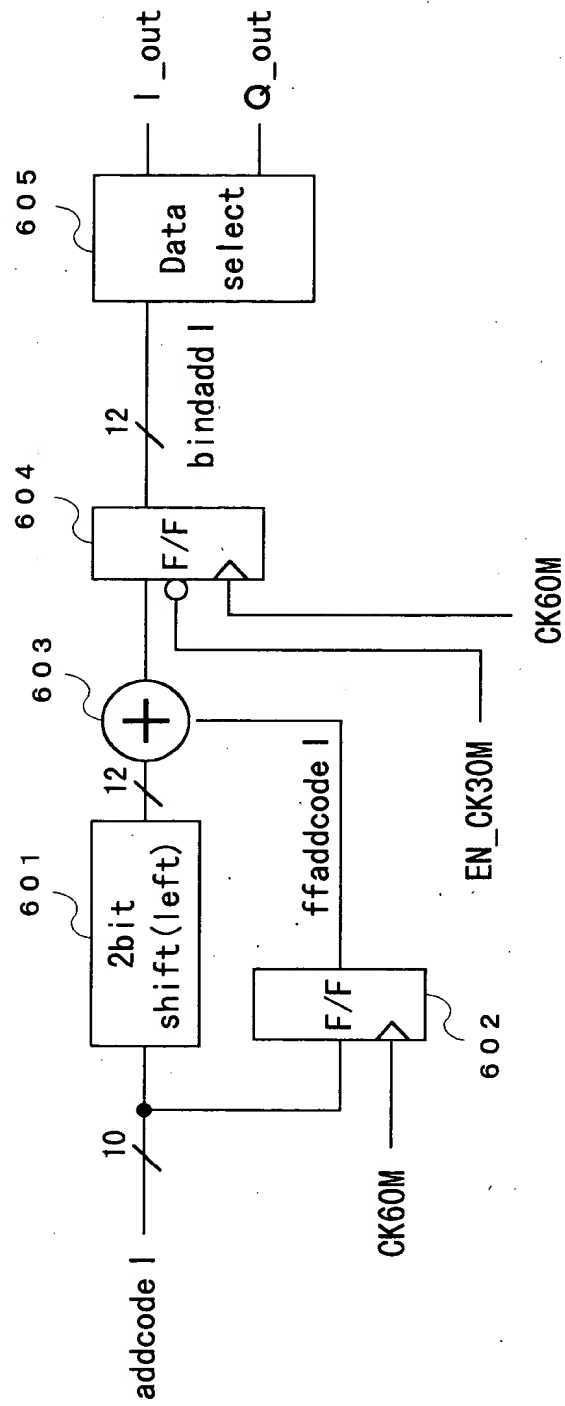 addcode I
10
601
2bit
shift(left)
12
603
602
F/F
CK60M
ffaddcode I
604
F/F
EN_CK30M
CK60M
12
bindadd I
605
Data
select
I_out
Q_out